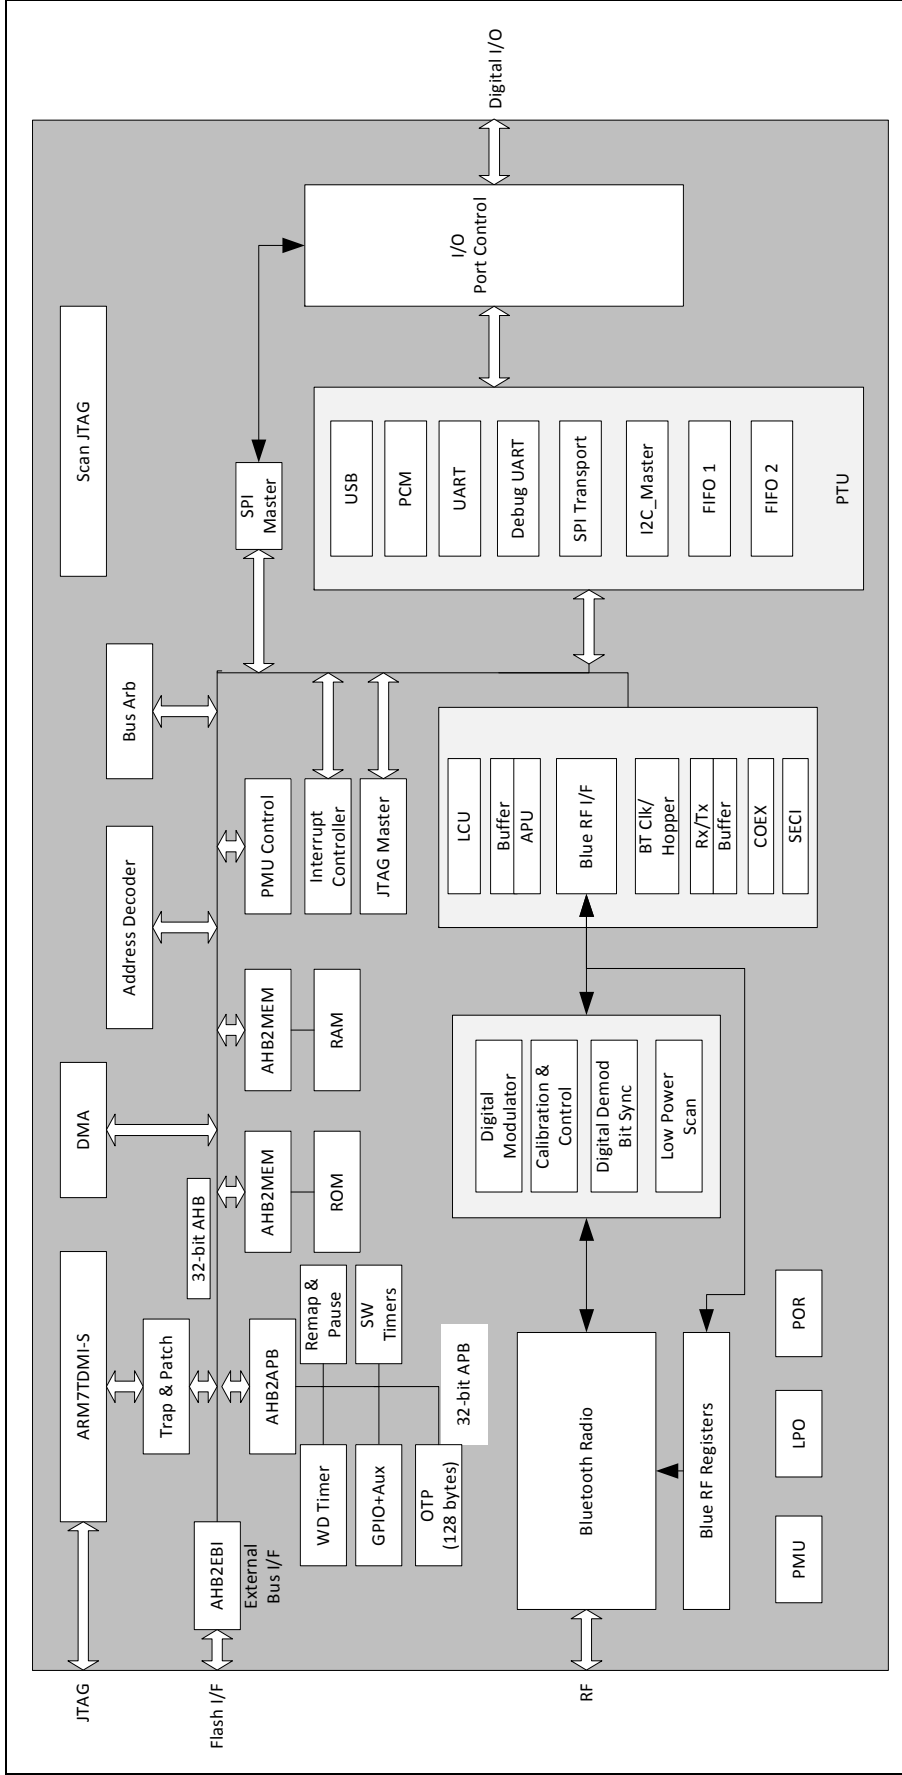 JTAG
ARM7TDMI-S
DMA
Scan JTAG
Address Decoder
Bus Arb
Trap & Patch
32-bit AHB
Flash I/F
AHB2EBI
External
Bus I/F
AHB2APB
AHB2MEM
AHB2MEM
PMU Control
SPI
Master
Remap &
Pause
ROM
RAM
Interrupt
Controller
WD Timer
SW
Timers
JTAG Master
GPIO+Aux
OTP
(128 bytes)
32-bit APB
USB
PCM
UART
Debug UART
SPI Transport
I2C_Master
FIFO 1
FIFO 2
PTU
I/O
Port Control
Digital I/O
LCU
Buffer
APU
Blue RF I/F
BT Clk/
Hopper
Rx/Tx
Buffer
COEX
SECI
Digital
Modulator
Calibration &
Control
Digital Demod
Bit Sync
Low Power
Scan
RF
Bluetooth Radio
Blue RF Registers
PMU
LPO
POR